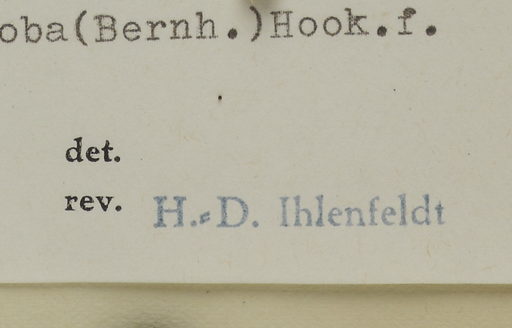 oba(Bernh.)Hook.f.
det.
rev. H.-D. Ihlenfeldt